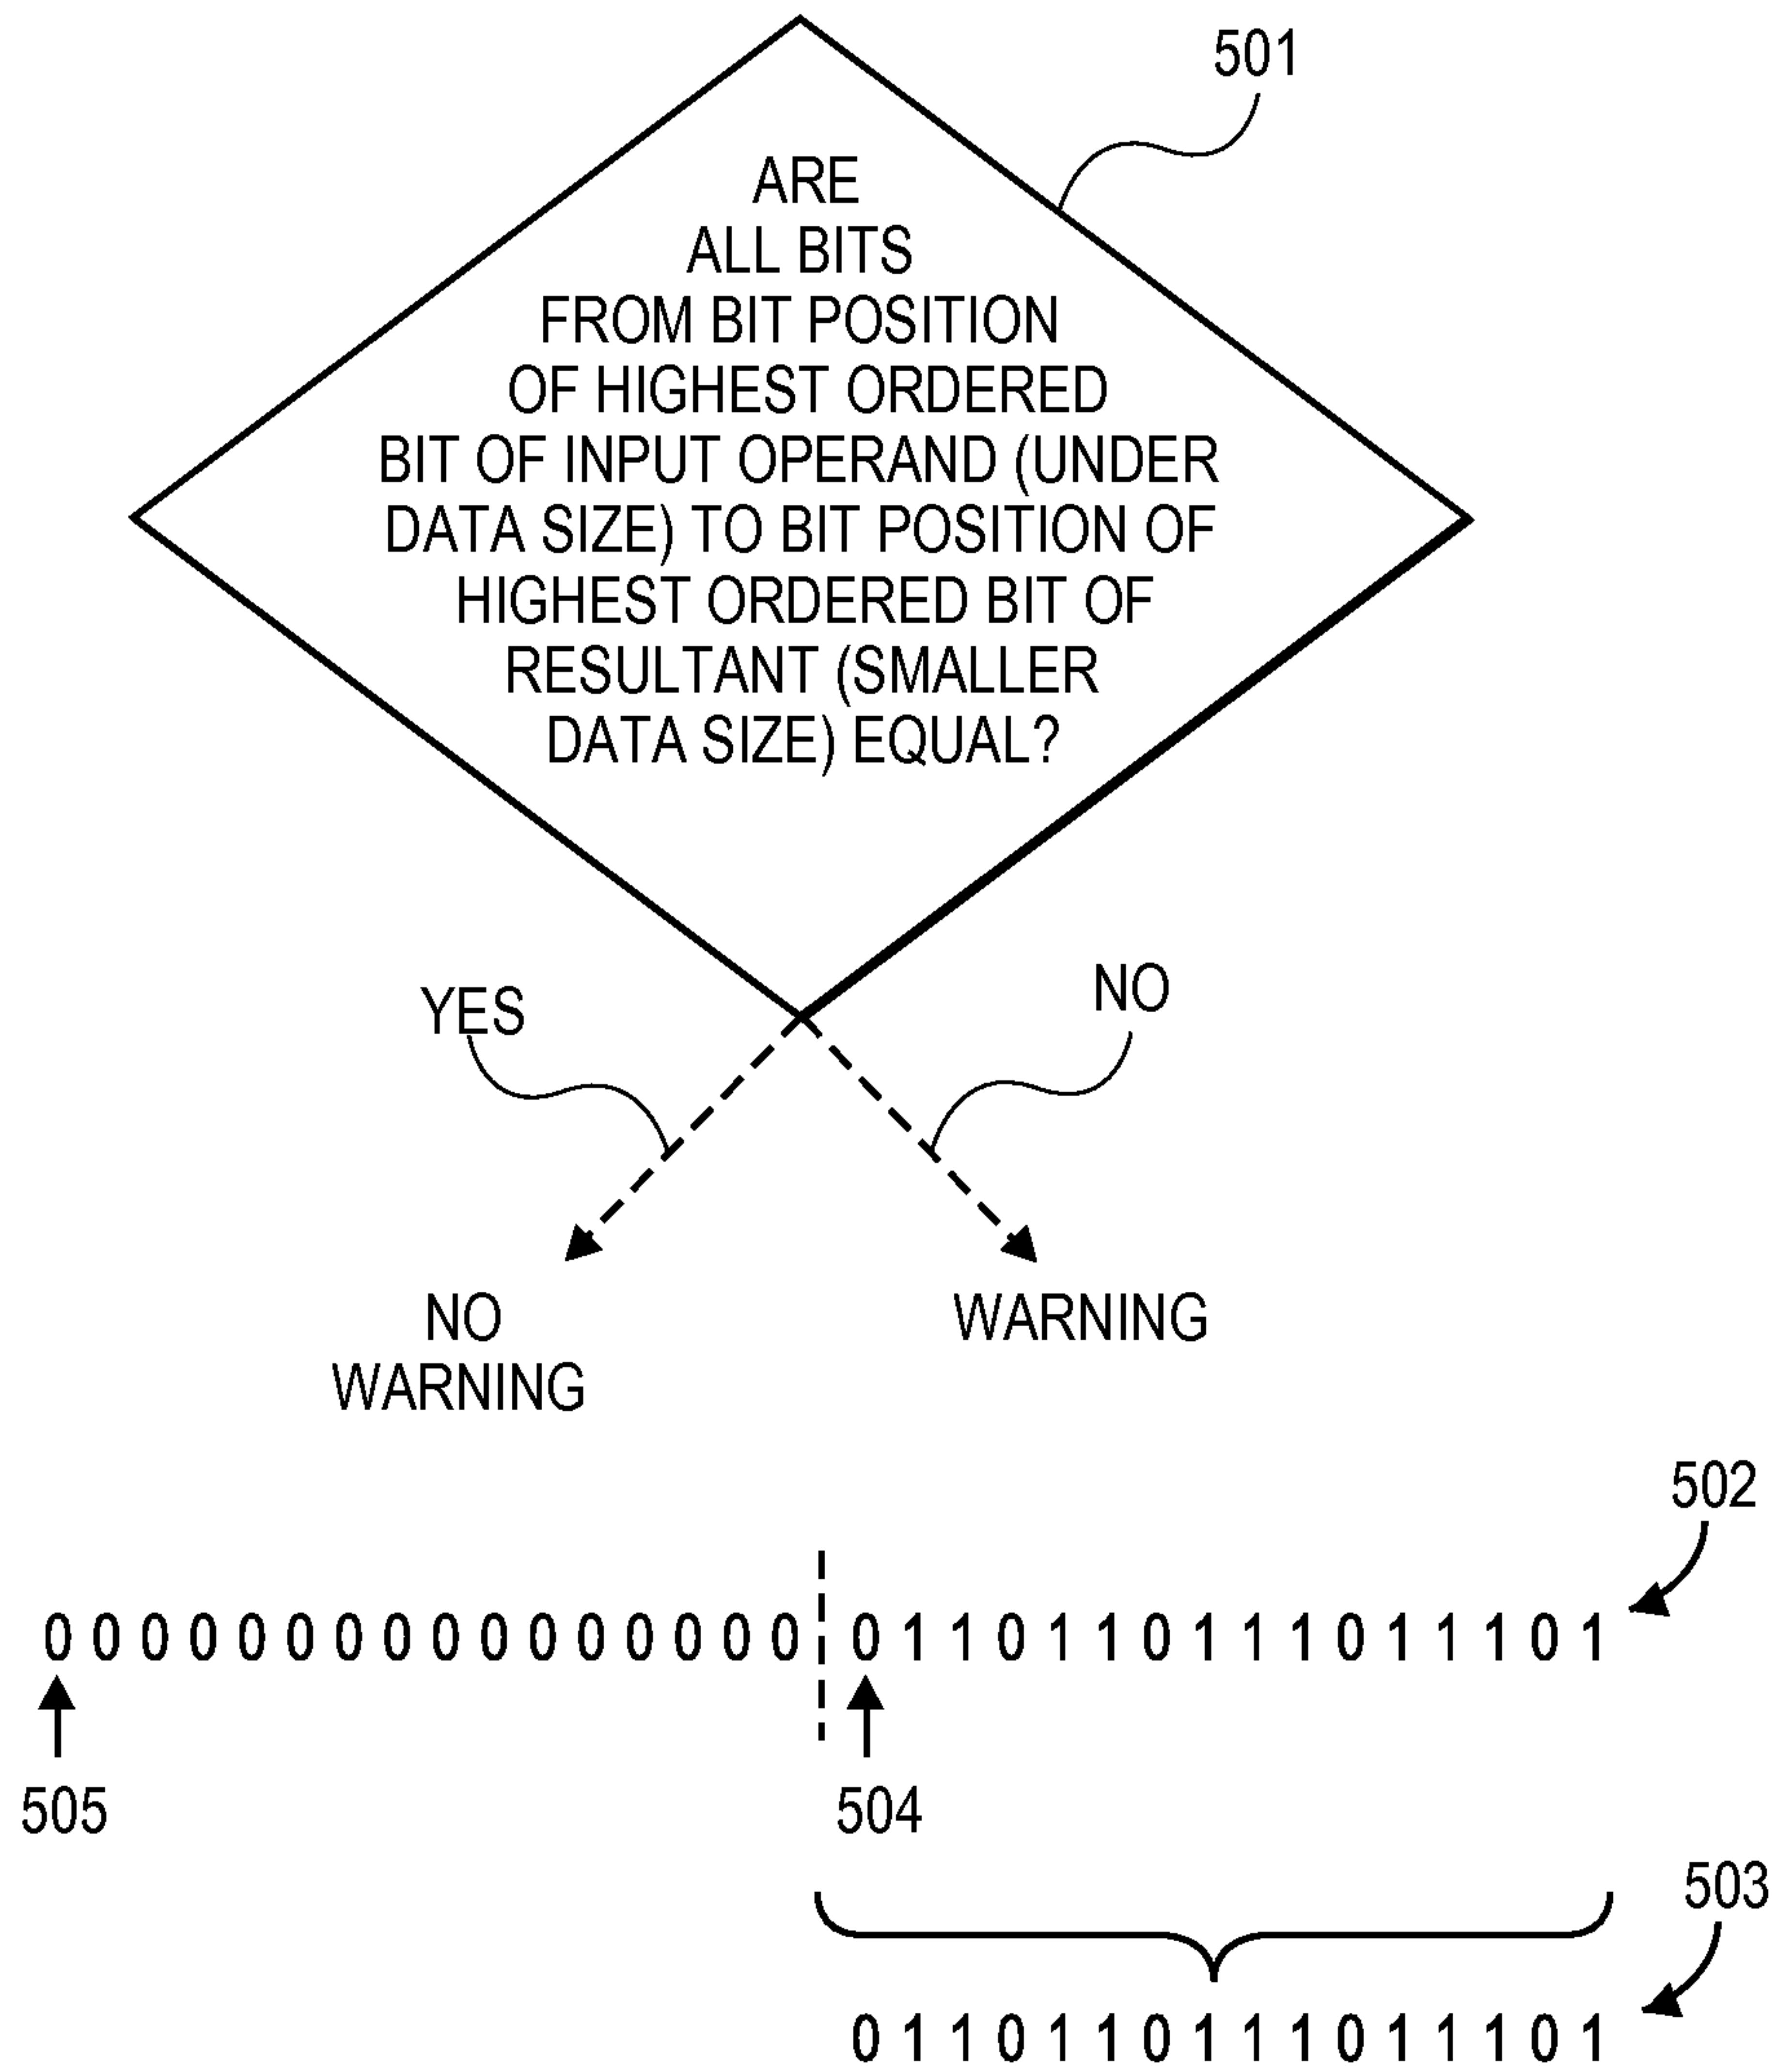 501
ARE
ALL BITS
FROM BIT POSITION
OF HIGHEST ORDERED
BIT OF INPUT OPERAND (UNDER
DATA SIZE) TO BIT POSITION OF
HIGHEST ORDERED BIT OF
RESULTANT (SMALLER
DATA SIZE) EQUAL?
YES
NO
NO
WARNING
WARNING
502
0 0 0 0 0 0 0 0 0 0 0 0 0 0 0 0 0 1 1 0 1 1 0 1 1 1 0 1 1 1 0 1
505
504
503
0 1 1 0 1 1 0 1 1 1 0 1 1 1 0 1